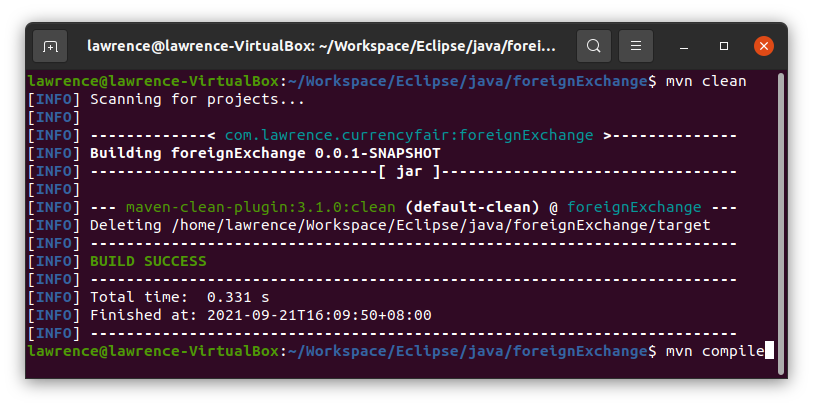 lawrence@lawrence-VirtualBox: ~/Workspace/Eclipse/java/forei...
lawrence@lawrence-VirtualBox:~/Workspace/Eclipse/java/foreignExchange$ mvn clean
[INFO] Scanning for projects...
[INFO]
[INFO] -------------< com.lawrence.currencyfair:foreignExchange >--------------
[INFO] Building foreignExchange 0.0.1-SNAPSHOT
[INFO] --------------------------------[ jar ]---------------------------------
[INFO]
[INFO] --- maven-clean-plugin:3.1.0:clean (default-clean) @ foreignExchange ---
[INFO] Deleting /home/lawrence/Workspace/Eclipse/java/foreignExchange/target
[INFO] ------------------------------------------------------------------------
[INFO] BUILD SUCCESS
[INFO] ------------------------------------------------------------------------
[INFO] Total time:  0.331 s
[INFO] Finished at: 2021-09-21T16:09:50+08:00
[INFO] ------------------------------------------------------------------------
lawrence@lawrence-VirtualBox:~/Workspace/Eclipse/java/foreignExchange$ mvn compile